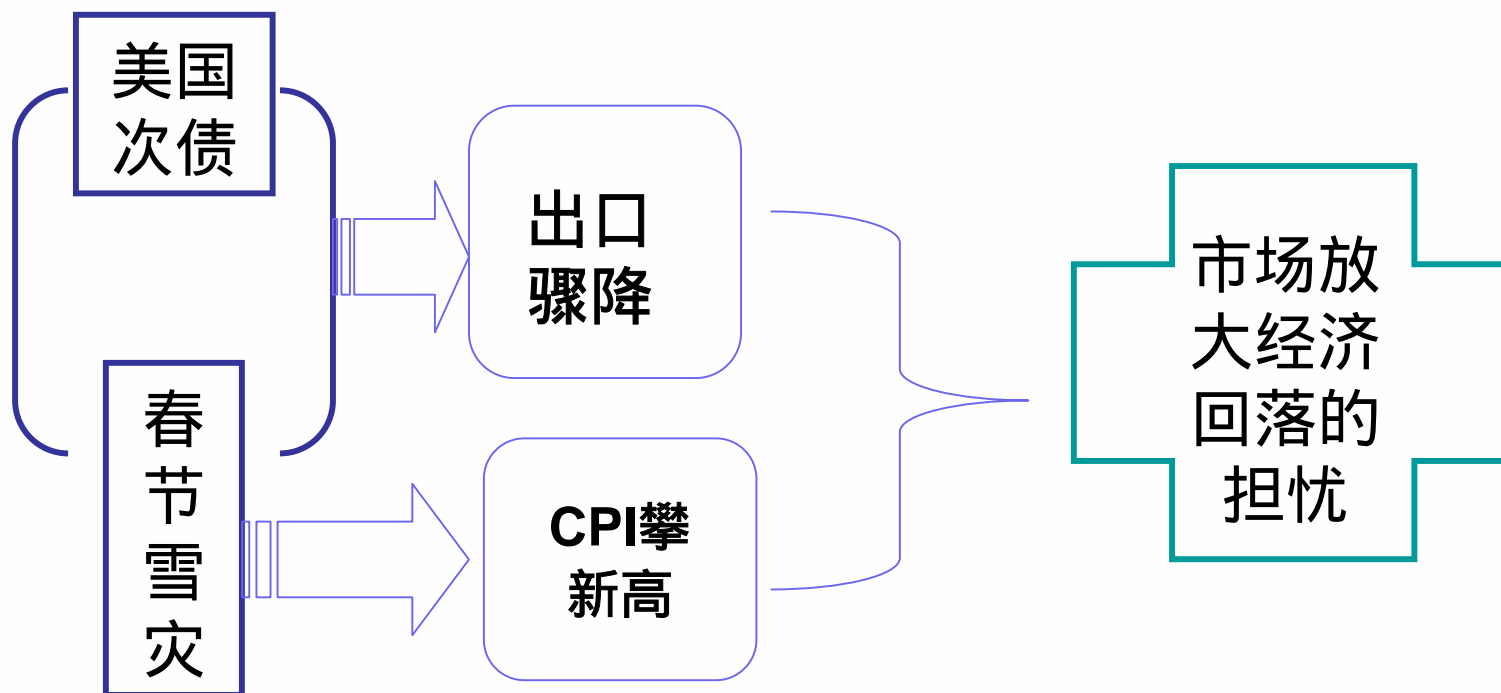 美国
次债
出口
骤降
春
节
雪
灾
CPI攀
新高
市场放
大经济
回落的
担忧